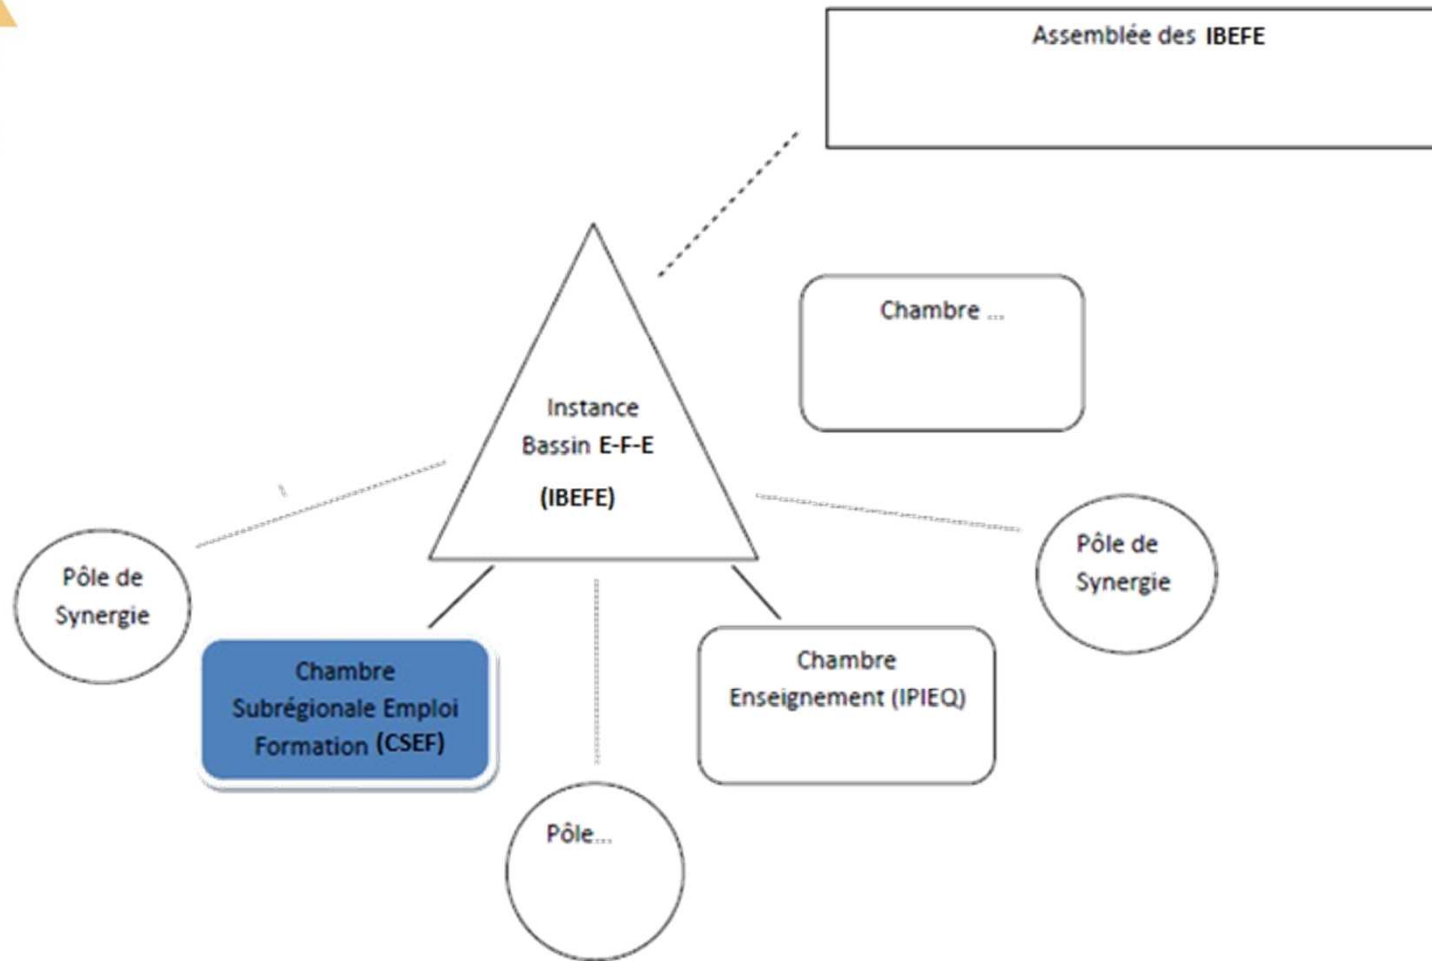 Assemblée des IBEFE
Chambre ...
Instance
Bassin E-F-E
(IBEFE)
Pôle de
Synergie
Pôle de
Synergie
Chambre
Subrégionale Emploi
Formation (CSEF)
Chambre
Enseignement (IPIEQ)
Pôle...